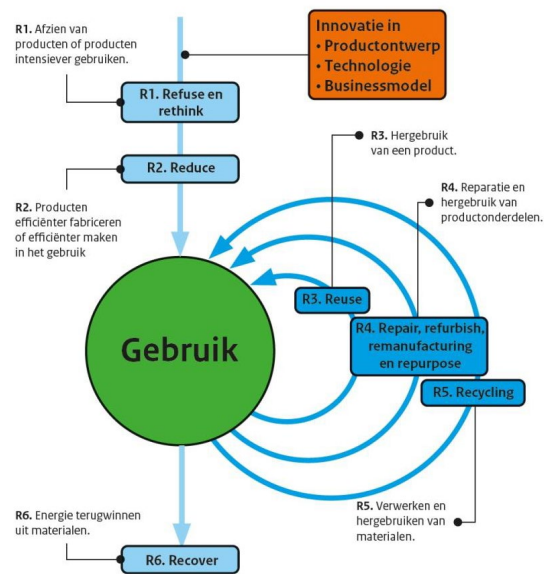 R1. Afzien van
producten of producten
intensiever gebruiken.
Innovatie in
• Productontwerp
• Technologie
• Businessmodel
R1. Refuse en
rethink
R3. Hergebruik
van een product.
R2. Reduce
R4. Reparatie en
hergebruik van
productonderdelen.
R2. Producten
efficiënter fabriceren
of efficiënter maken
in het gebruik
R3. Reuse
Gebruik
R4. Repair, refurbish,
remanufacturing
en repurpose
R5. Recycling
R5. Verwerken en
hergebruiken van
materialen.
R6. Energie terugwinnen
uit materialen.
R6. Recover